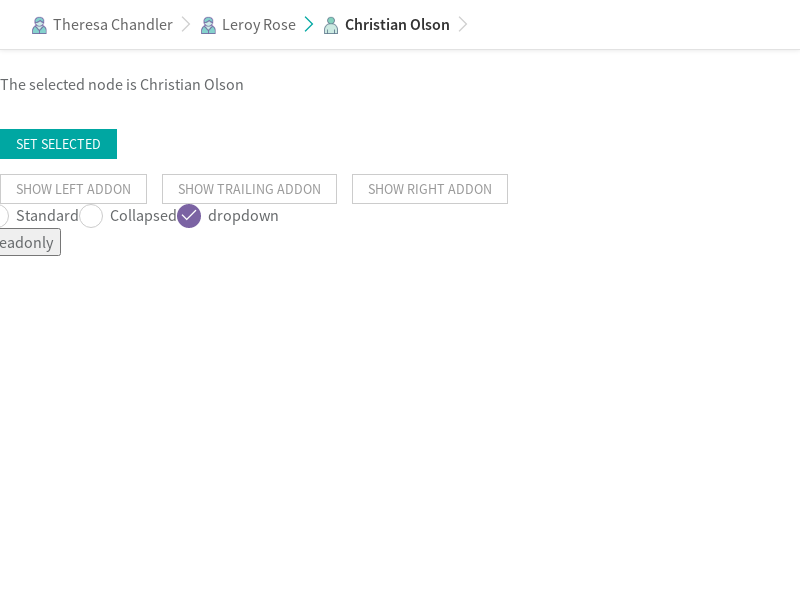 Theresa Chandler Leroy Rose Christian Olson
The selected node is Christian Olson
SET SELECTED
SHOW LEFT ADDON SHOW TRAILING ADDON SHOW RIGHT ADDON
Standard Collapsed dropdown
eadonly